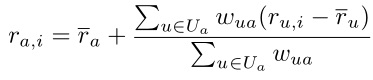 r_{a,i} = \overline{r}_a + \frac{\sum_{u \in U_a} w_{ua}(r_{u,i} - \overline{r}_u)}{\sum_{u \in U_a} w_{ua}}